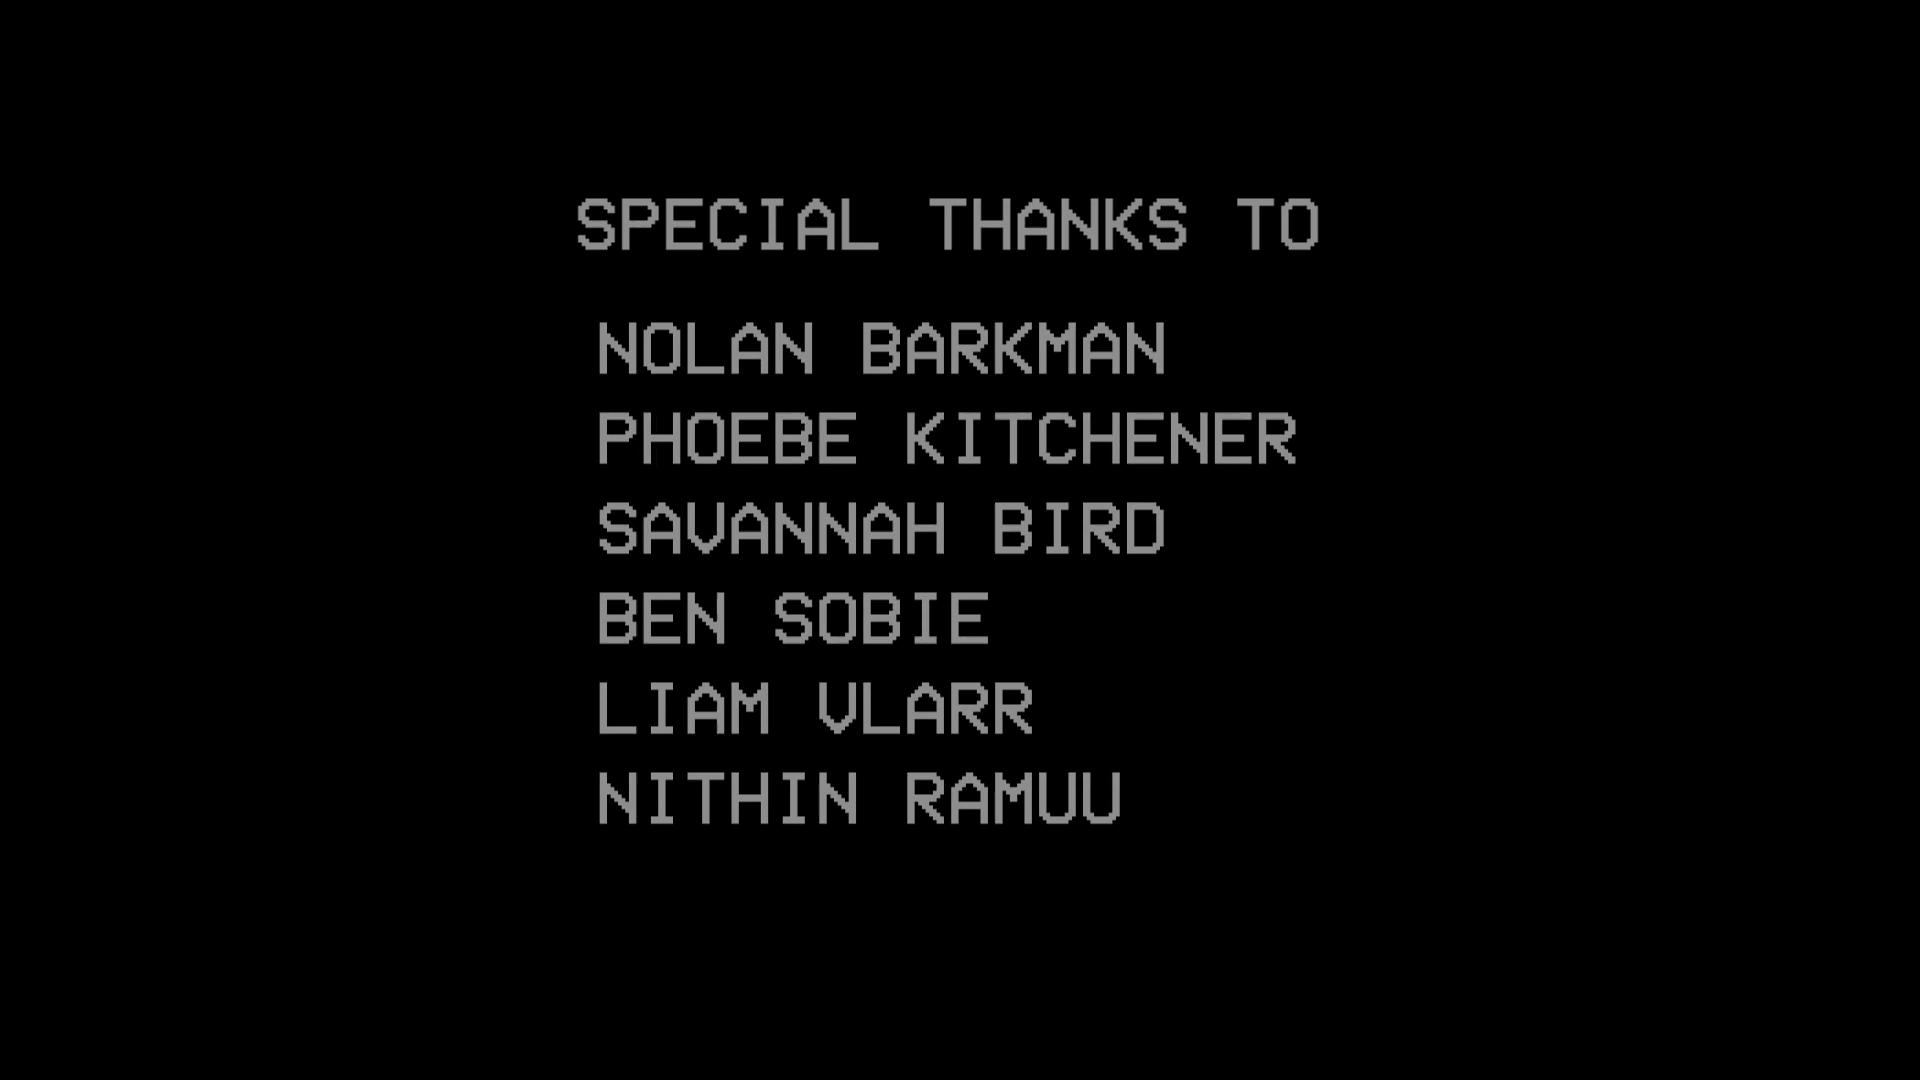 SPECIAL THANKS TO
NOLAN BARKMAN
PHOEBE KITCHENER
SAVANNAH BIRD
BEN SOBIE
LIAM VLARR
NITHIN RAMUU